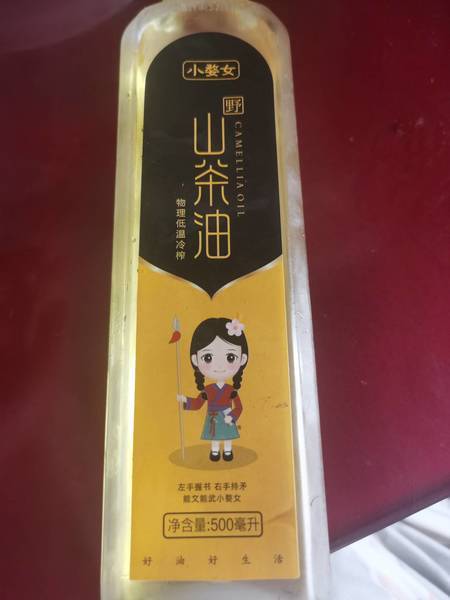 小婺女
野
山茶油
CAMELLIA OIL
物理低温冷榨
左手握书 右手持矛
能文能武小婺女
净含量:500毫升
好油好生活